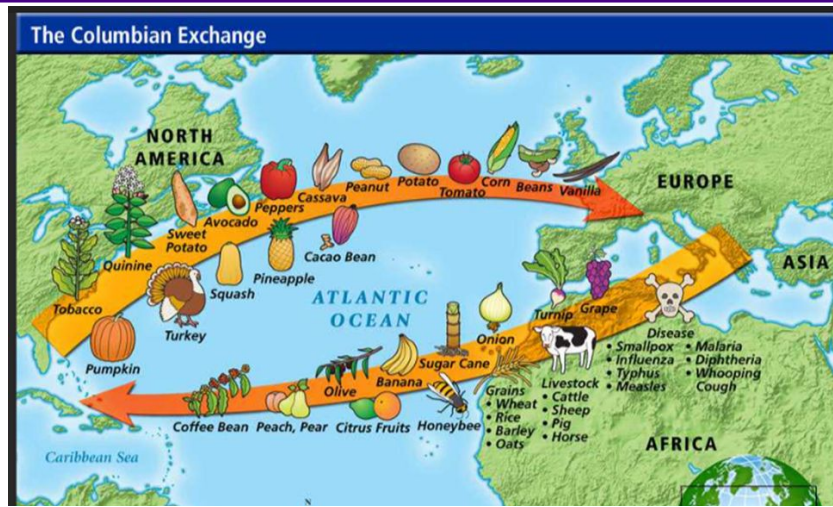 The Columbian Exchange
NORTH
AMERICA
EUROPE
ASIA
AFRICA
ATLANTIC
OCEAN
Caribbean Sea
Tobacco
Quinine
Sweet
Potato
Avocado
Peppers
Cassava
Peanut
Potato
Tomato
Corn
Beans
Vanilla
Pumpkin
Turkey
Squash
Pineapple
Cacao Bean
Coffee Bean
Peach, Pear
Olive
Citrus Fruits
Banana
Honeybee
Sugar Cane
Onion
Turnip
Grape
Grains
• Wheat
• Rice
• Barley
• Oats
Livestock
• Cattle
• Sheep
• Pig
• Horse
Disease
• Smallpox
• Influenza
• Typhus
• Measles
• Malaria
• Diphtheria
• Whooping
Cough
N